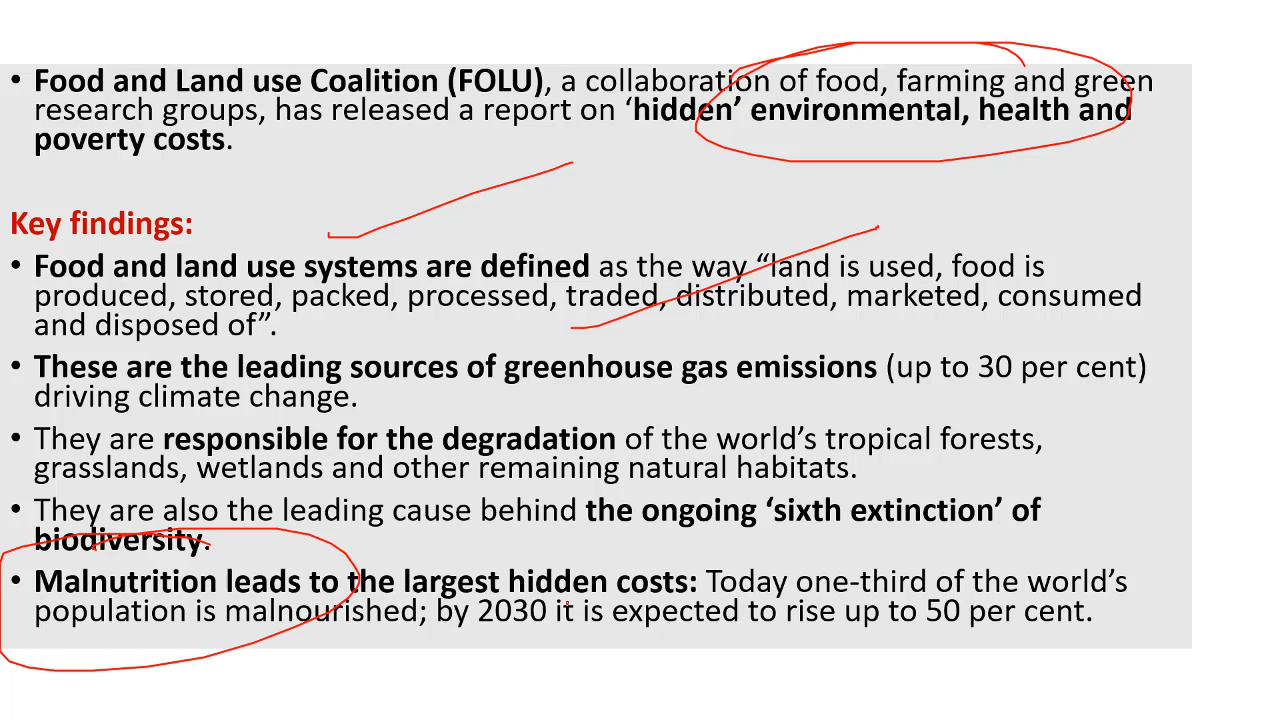 • Food and Land use Coalition (FOLU), a collaboration of food, farming and green
research groups, has released a report on ‘hidden’ environmental, health and
poverty costs.
Key findings:
• Food and land use systems are defined as the way “land is used, food is
produced, stored, packed, processed, traded, distributed, marketed, consumed
and disposed of”.
• These are the leading sources of greenhouse gas emissions (up to 30 per cent)
driving climate change.
• They are responsible for the degradation of the world’s tropical forests,
grasslands, wetlands and other remaining natural habitats.
• They are also the leading cause behind the ongoing ‘sixth extinction’ of
biodiversity.
• Malnutrition leads to the largest hidden costs: Today one-third of the world’s
population is malnourished; by 2030 it is expected to rise up to 50 per cent.